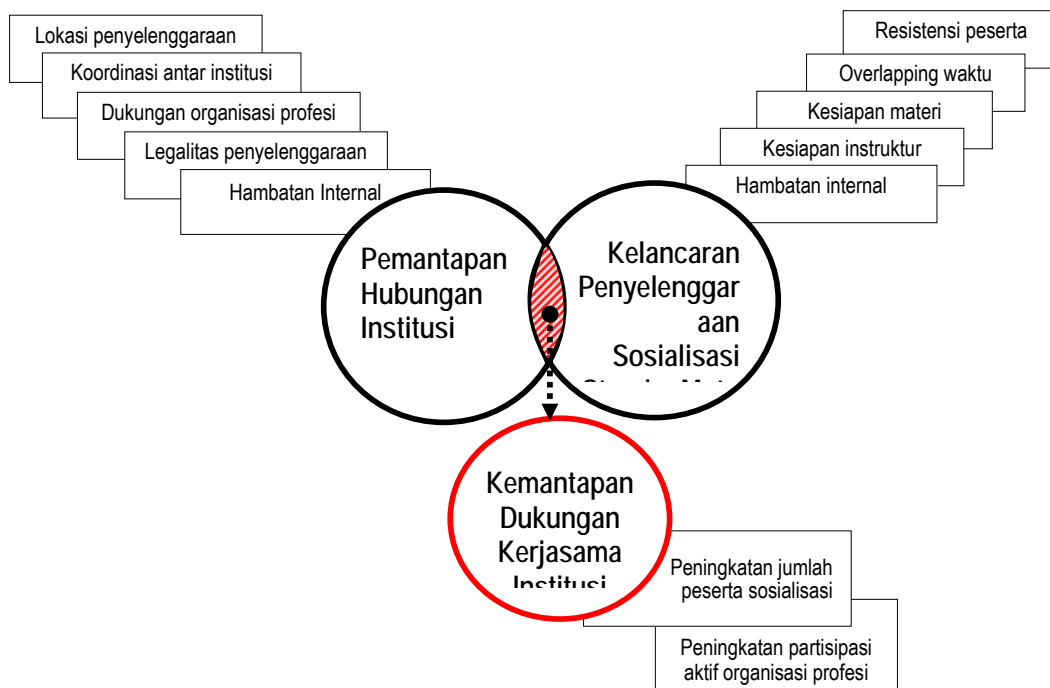 Lokasi penyelenggaraan
Koordinasi antar institusi
Dukungan organisasi profesi
Legalitas penyelenggaraan
Hambatan Internal
Resistensi peserta
Overlapping waktu
Kesiapan materi
Kesiapan instruktur
Hambatan internal
Pemantapan
Hubungan
Institusi
Kelancaran
Penyelenggar
aan
Sosialisasi
Kemantapan
Dukungan
Kerjasama
Institusi
Peningkatan jumlah
peserta sosialisasi
Peningkatan partisipasi
aktif organisasi profesi